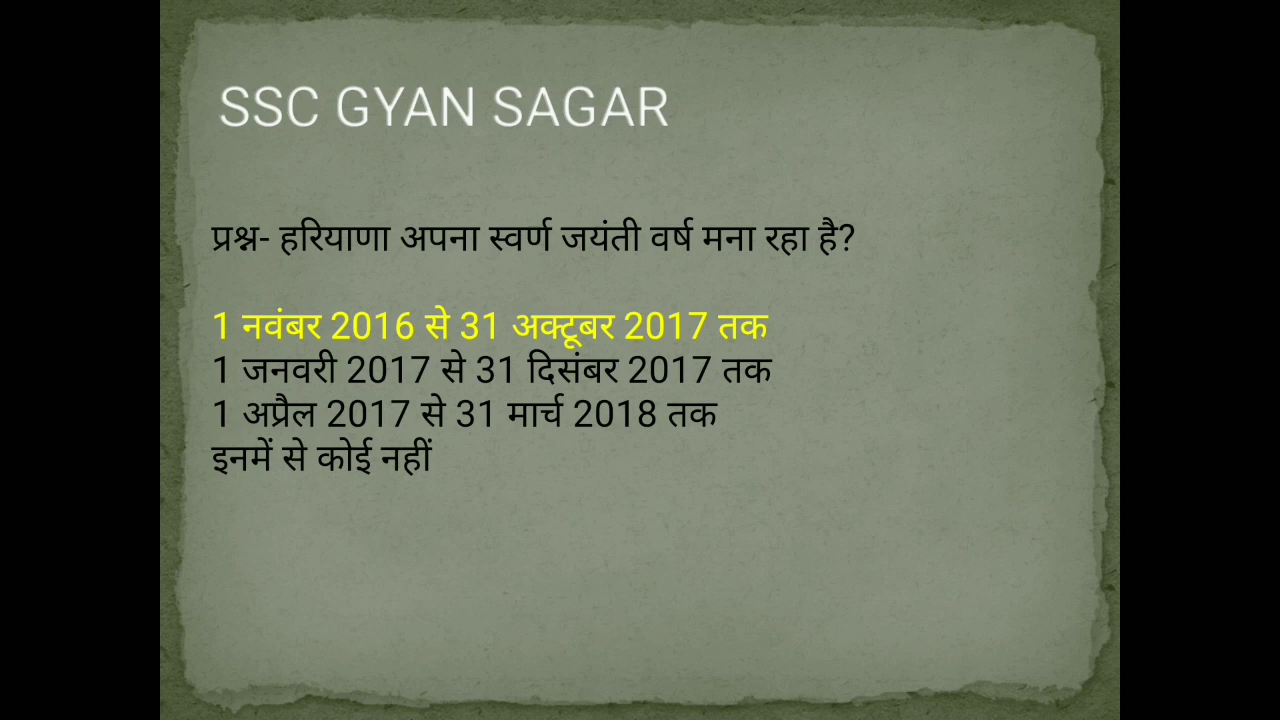 SSC GYAN SAGAR
प्रश्न- हरियाणा अपना स्वर्ण जयंती वर्ष मना रहा है?
1 नवंबर 2016 से 31 अक्टूबर 2017 तक
1 जनवरी 2017 से 31 दिसंबर 2017 तक
1 अप्रैल 2017 से 31 मार्च 2018 तक
इनमें से कोई नहीं